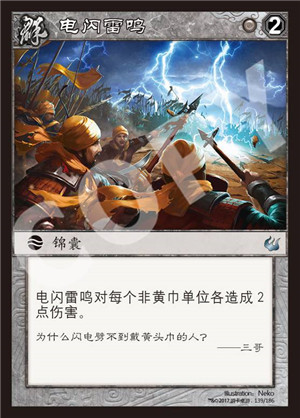 群 电闪雷鸣 2
锦囊
电闪雷鸣对每个非黄巾单位各造成 2
点伤害。
为什么闪电劈不到戴黄头巾的人？
——三哥
Illustration: Neko